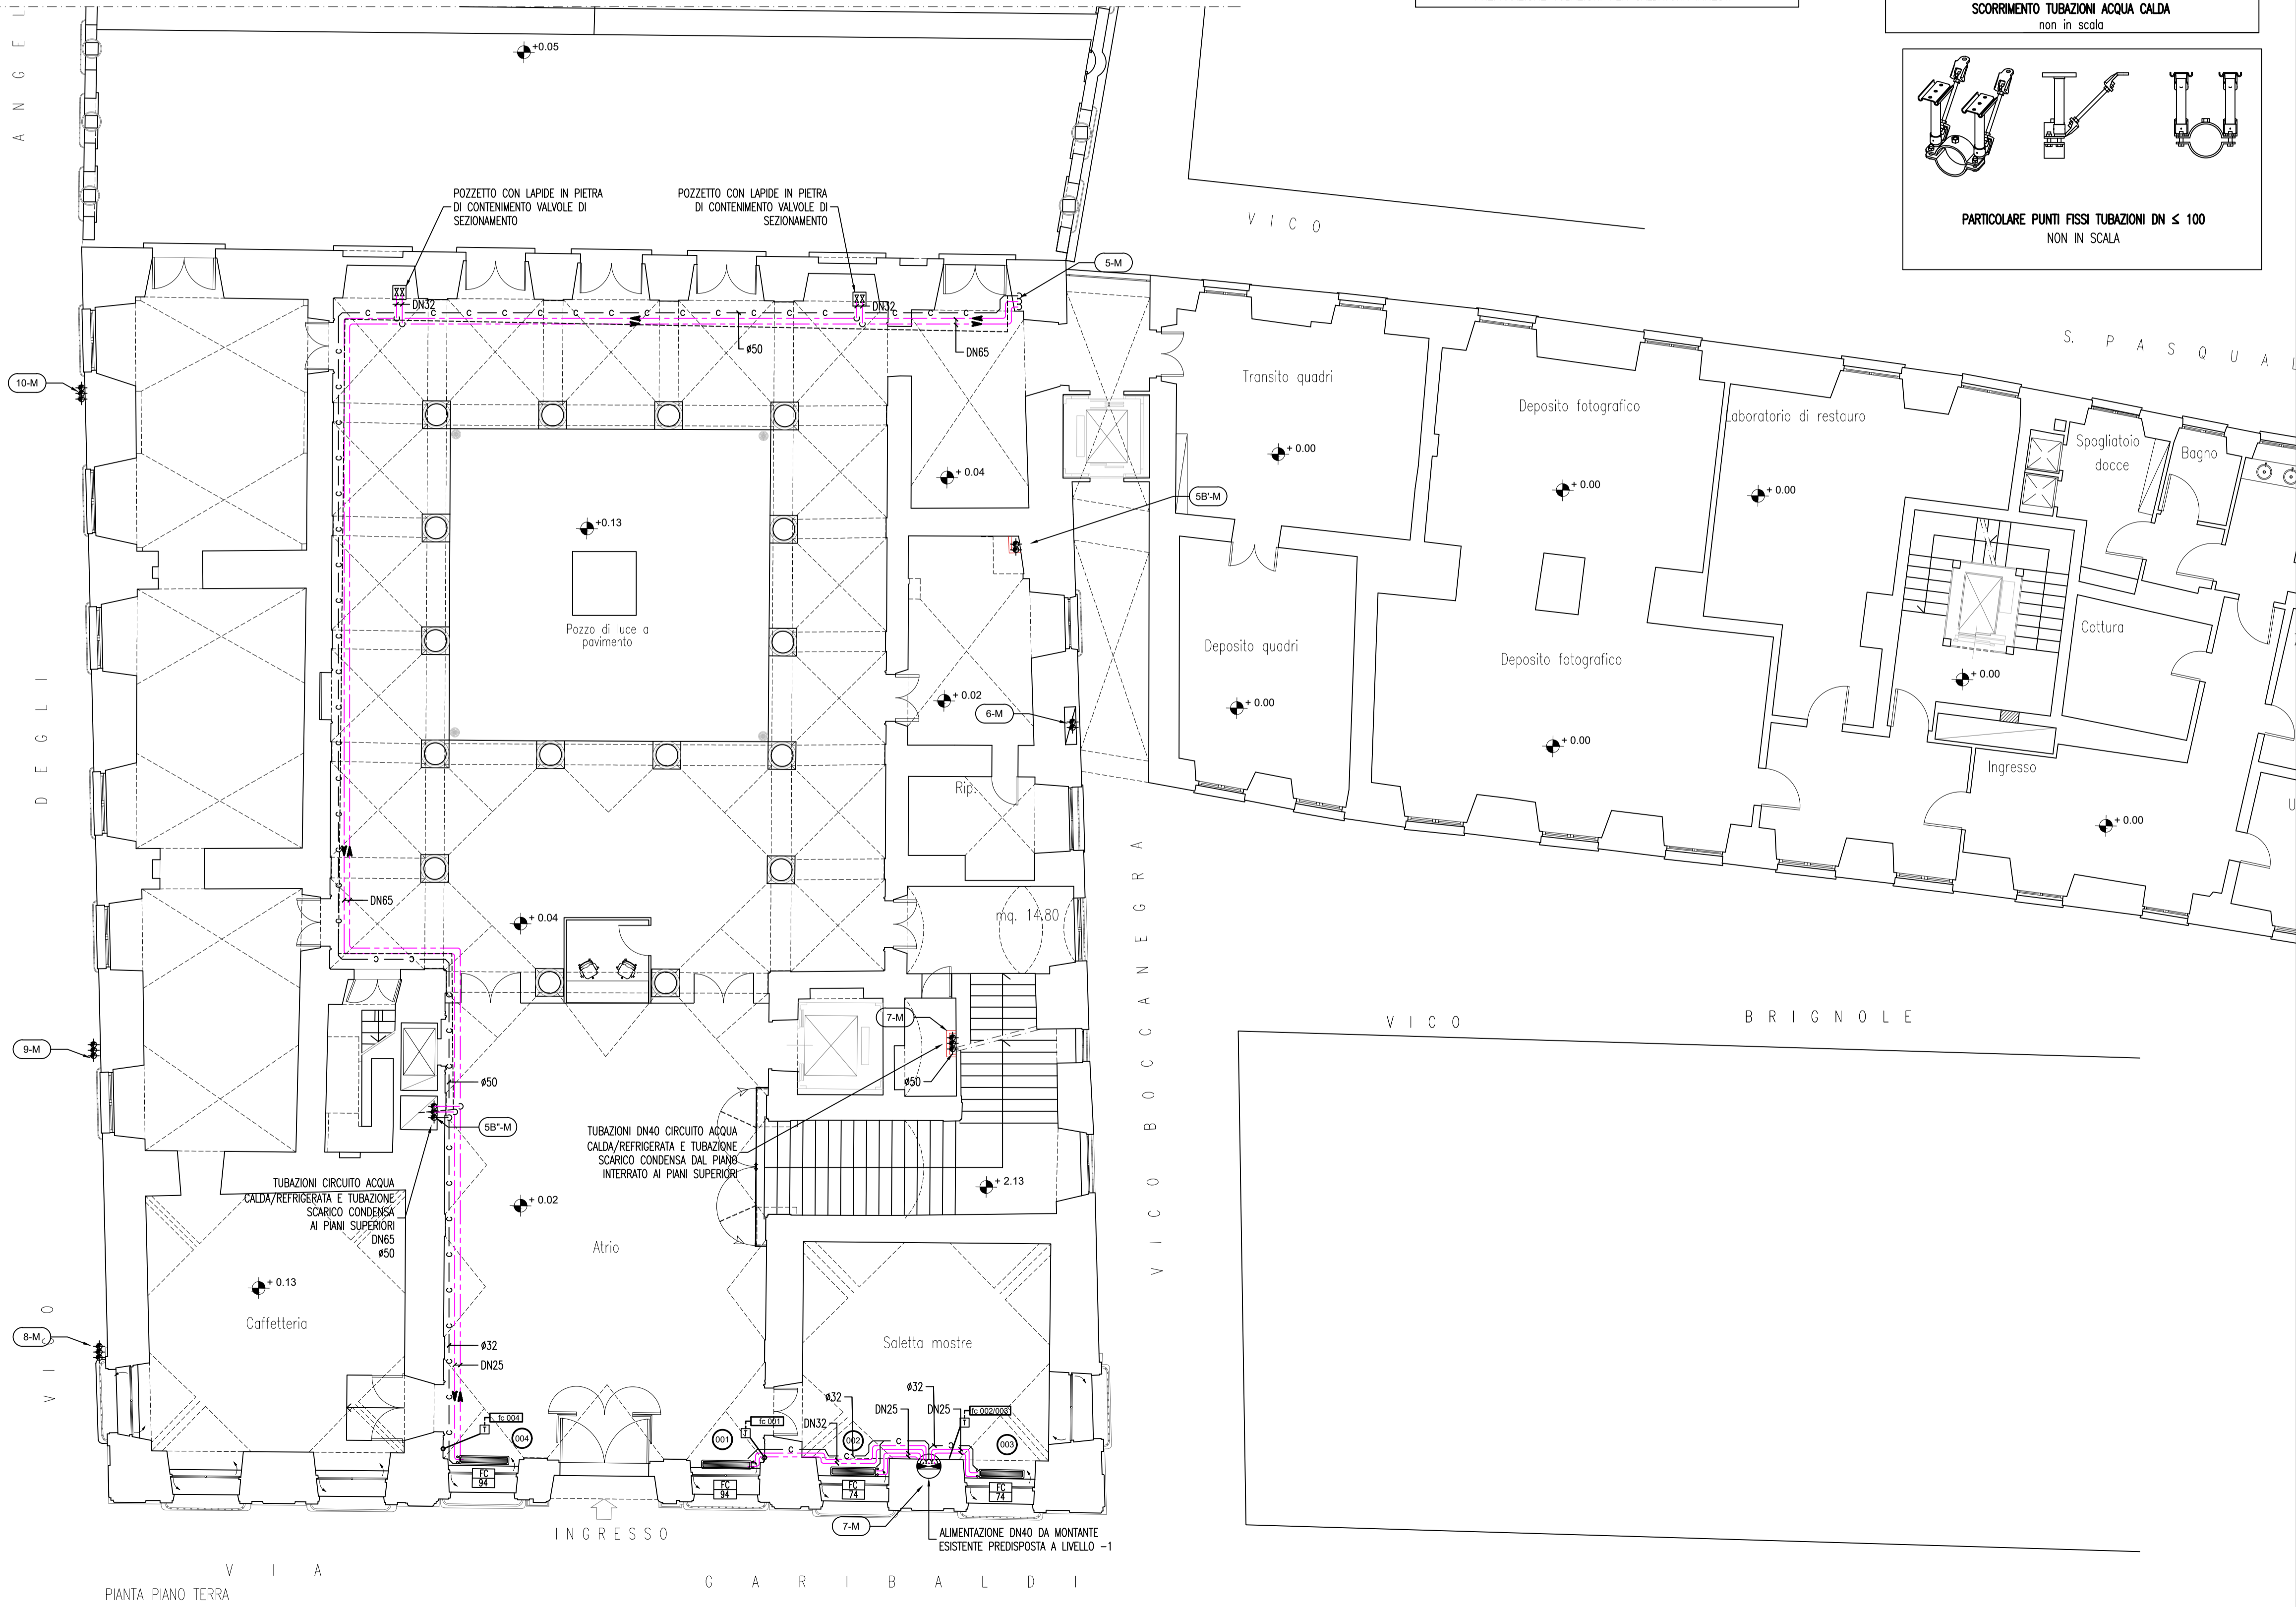 SCORRIMENTO TUBAZIONI ACQUA CALDA
non in scala
PARTICOLARE PUNTI FISSI TUBAZIONI DN ≤ 100
NON IN SCALA
ANGEL
+0.05
POZZETTO CON LAPIDE IN PIETRA
DI CONTENIMENTO VALVOLE DI
SEZIONAMENTO
POZZETTO CON LAPIDE IN PIETRA
DI CONTENIMENTO VALVOLE DI
SEZIONAMENTO
VICO
S. PASQUAL
5-M
DN32
DN32
ø50
DN65
10-M
Transito quadri
+ 0.00
Deposito fotografico
+ 0.00
Laboratorio di restauro
+ 0.00
Spogliatoio
docce
Bagno
+ 0.04
5B'-M
+0.13
Pozzo di luce a
pavimento
Deposito quadri
+ 0.00
Deposito fotografico
+ 0.00
Cottura
+ 0.00
Ingresso
+ 0.00
U
+ 0.02
6-M
Rip.
DEGLI
DN65
+ 0.04
mq. 14,80
VICO BOCCANEGRA
VICO
BRIGNOLE
9-M
7-M
ø50
ø50
5B"-M
TUBAZIONI DN40 CIRCUITO ACQUA
CALDA/REFRIGERATA E TUBAZIONE
SCARICO CONDENSA DAL PIANO
INTERRATO AI PIANI SUPERIORI
TUBAZIONI CIRCUITO ACQUA
CALDA/REFRIGERATA E TUBAZIONE
SCARICO CONDENSA
AI PIANI SUPERIORI
DN65
ø50
+ 2.13
+ 0.02
Atrio
+ 0.13
Caffetteria
Saletta mostre
8-M
VICO
ø32
DN25
fc 004
004
fc 001
001
ø32
DN32
002
DN25
ø32
DN25
fc 002/003
003
FC
94
FC
94
FC
74
FC
74
7-M
ALIMENTAZIONE DN40 DA MONTANTE
ESISTENTE PREDISPOSTA A LIVELLO -1
INGRESSO
VIA
GARIBALDI
PIANTA PIANO TERRA